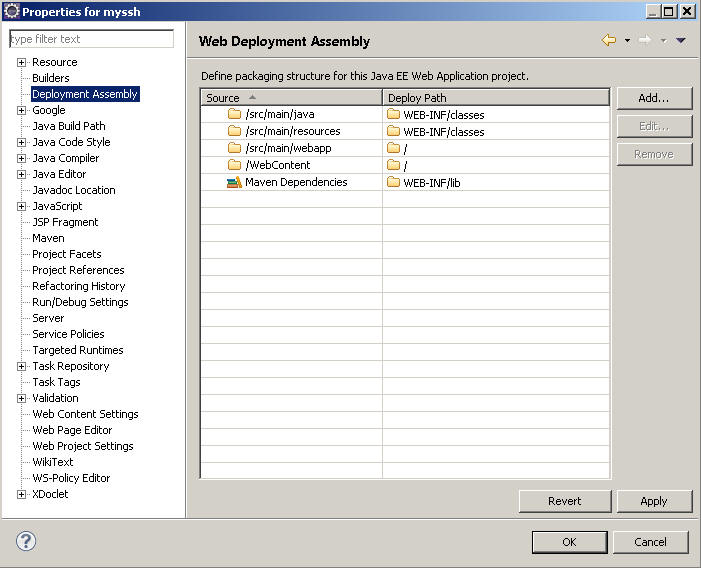 Properties for myssh
type filter text
Resource
Builders
Deployment Assembly
Google
Java Build Path
Java Code Style
Java Compiler
Java Editor
Javadoc Location
JavaScript
JSP Fragment
Maven
Project Facets
Project References
Refactoring History
Run/Debug Settings
Server
Service Policies
Targeted Runtimes
Task Repository
Task Tags
Validation
Web Content Settings
Web Page Editor
Web Project Settings
WikiText
WS-Policy Editor
XDoclet
Web Deployment Assembly
Define packaging structure for this Java EE Web Application project.
Source Deploy Path
/src/main/java WEB-INF/classes
/src/main/resources WEB-INF/classes
/src/main/webapp /
/WebContent /
Maven Dependencies WEB-INF/lib
Add...
Edit...
Remove
Revert Apply
? OK Cancel